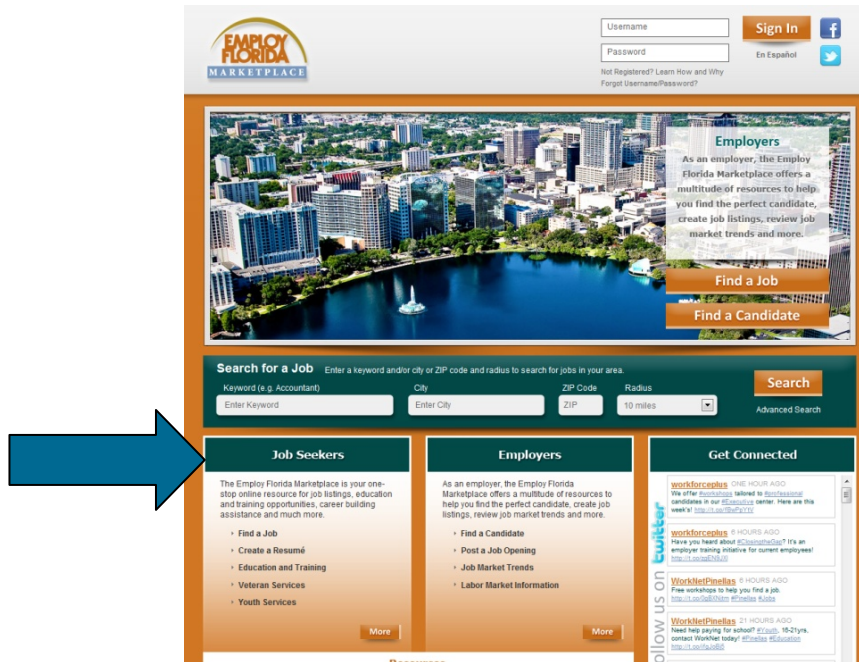 EMPLOY
FLORIDA
MARKETPLACE
Username
Password
Sign In
En Español
Not Registered? Learn How and Why
Forgot Username/Password?
f
Employers
As an employer, the Employ
Florida Marketplace offers a
multitude of resources to help
you find the perfect candidate,
create job listings, review job
market trends and more.
Find a Job
Find a Candidate
Search for a Job Enter a keyword and/or city or ZIP code and radius to search for jobs in your area.
Keyword (e.g. Accountant) City ZIP Code Radius
Enter Keyword Enter City ZIP 10 miles
Search
Advanced Search
Job Seekers
The Employ Florida Marketplace is your one-
stop online resource for job listings, education
and training opportunities, career building
assistance and much more.
Find a Job
Create a Resumé
Education and Training
Veteran Services
Youth Services
More
Employers
As an employer, the Employ Florida
Marketplace offers a multitude of resources to
help you find the perfect candidate, create job
listings, review job market trends and more.
Find a Candidate
Post a Job Opening
Job Market Trends
Labor Market Information
More
Get Connected
follow us on twitter
workforceplus ONE HOUR AGO
We offer #workshops tailored to #professional
candidates in our #Executive center. Here are this
week's!
workforceplus 6 HOURS AGO
Have you heard about #ClosingtheGap? It's an
employer training initiative for current employees!
WorkNetPinellas 6 HOURS AGO
Free workshops to help you find a job.
#Pinellas #Jobs
WorkNetPinellas 21 HOURS AGO
Need help paying for school? #Youth, 16-21yrs,
contact WorkNet today! #Pinellas #Education